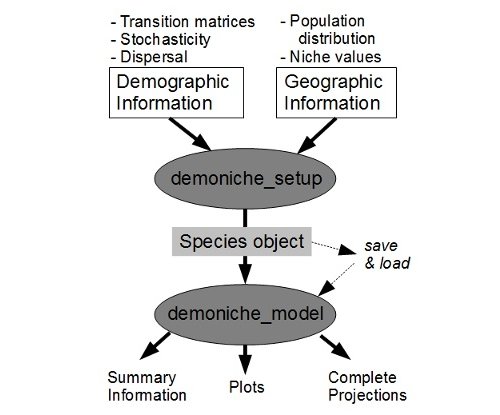 - Transition matrices
- Stochasticity
- Dispersal
- Population
distribution
- Niche values
Demographic
Information
Geographic
Information
demoniche_setup
Species object
save
& load
demoniche_model
Summary
Information
Plots
Complete
Projections